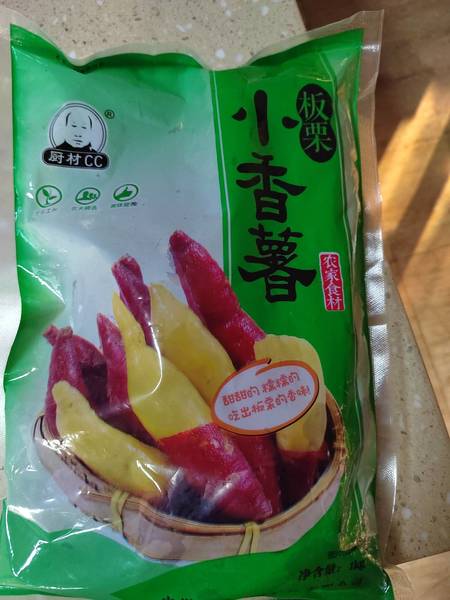 板栗
小香薯
®
厨材CC
农家食材
甜甜的 糯糯的
吃出板栗的香味!
净含量: 1kg